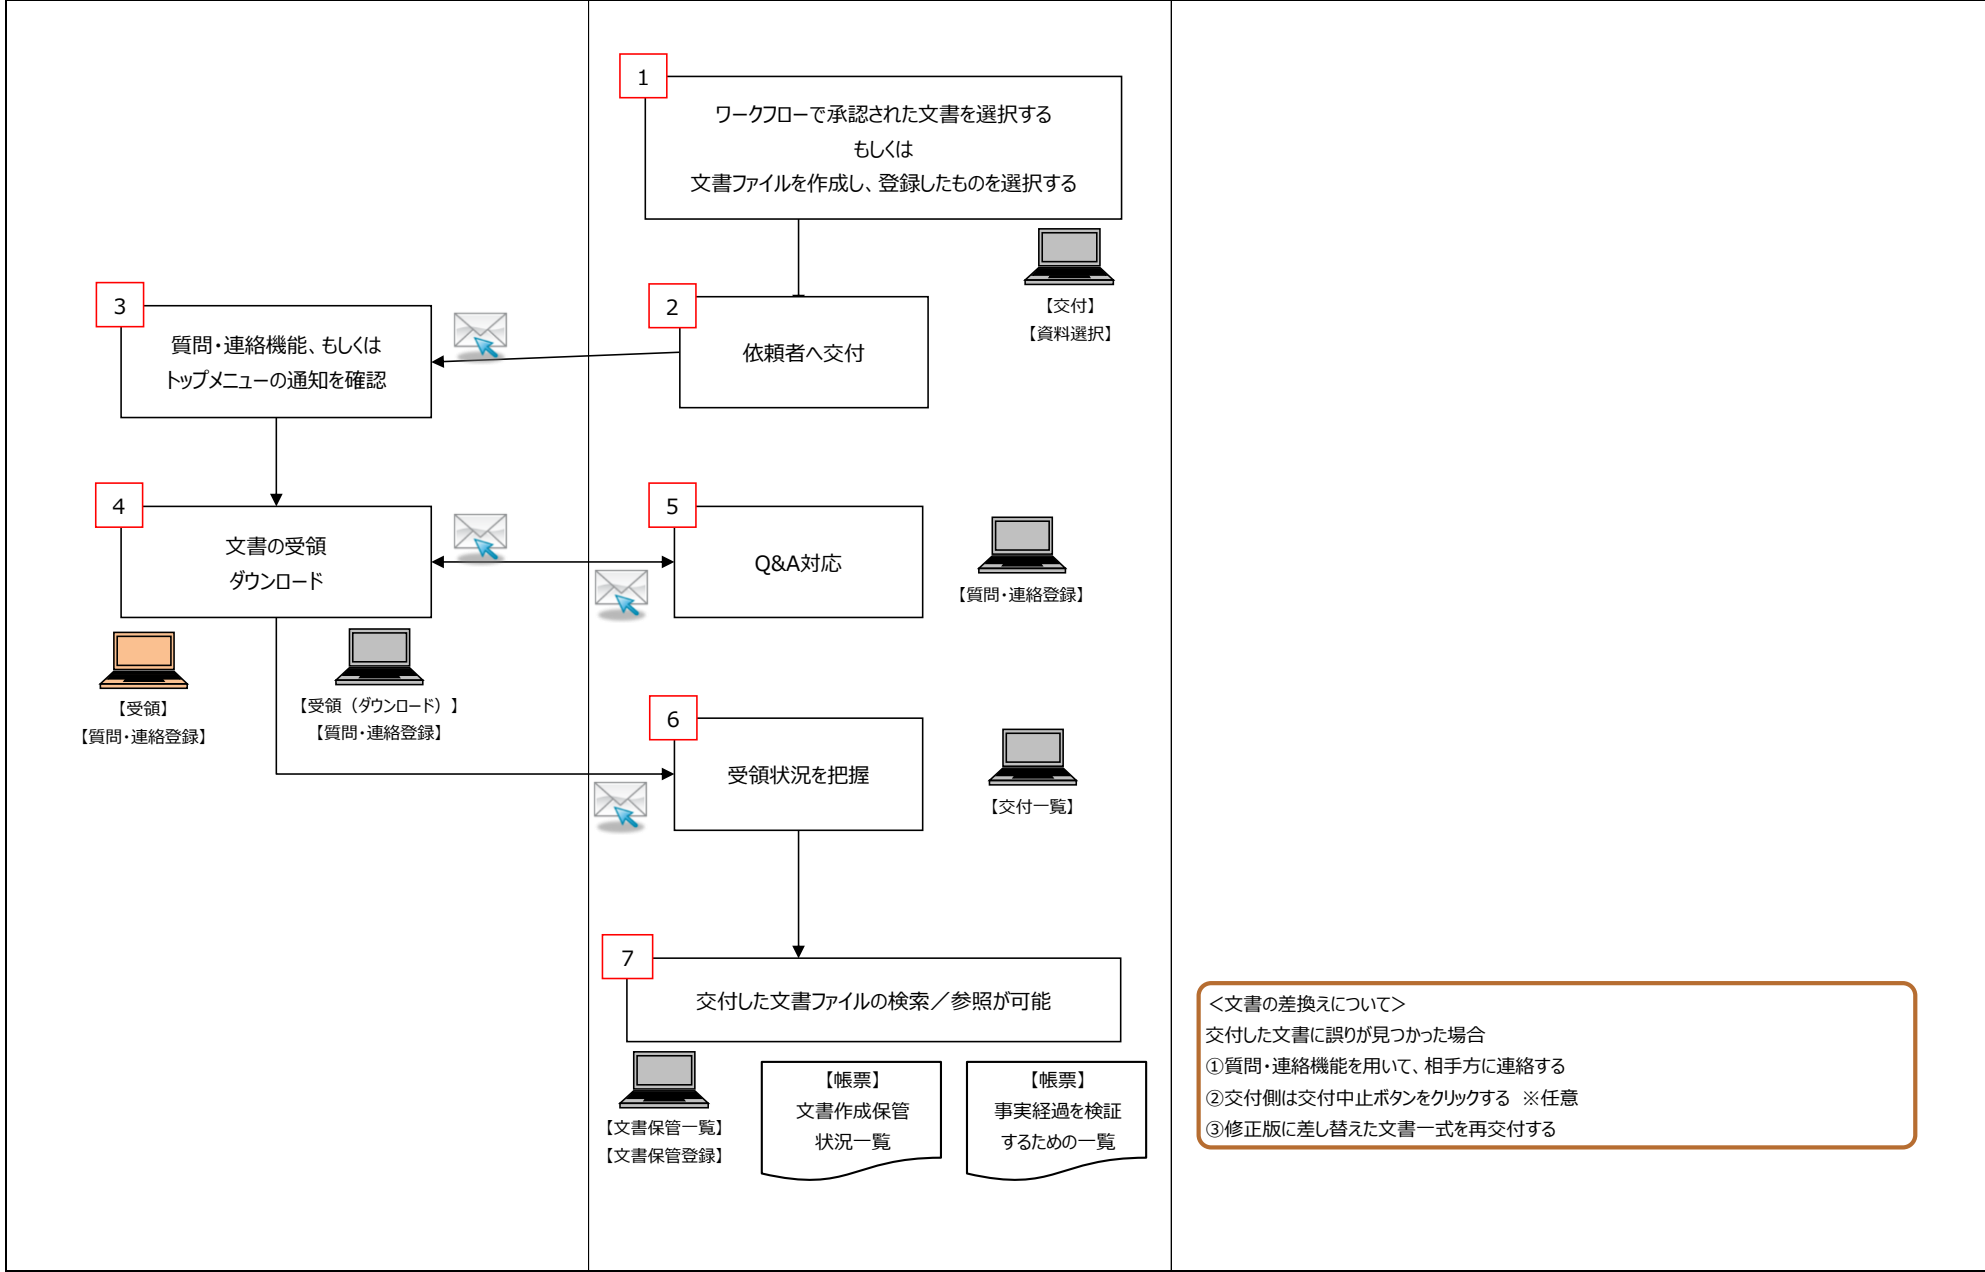 1
ワークフローで承認された文書を選択する
もしくは
文書ファイルを作成し、登録したものを選択する
【交付】
【資料選択】
2
依頼者へ交付
3
質問・連絡機能、もしくは
トップメニューの通知を確認
4
文書の受領
ダウンロード
5
Q&A対応
【質問・連絡登録】
【受領】
【質問・連絡登録】
【受領（ダウンロード）】
【質問・連絡登録】
6
受領状況を把握
【交付一覧】
7
交付した文書ファイルの検索／参照が可能
【文書保管一覧】
【文書保管登録】
【帳票】
文書作成保管
状況一覧
【帳票】
事実経過を検証
するための一覧
＜文書の差換えについて＞
交付した文書に誤りが見つかった場合
①質問・連絡機能を用いて、相手方に連絡する
②交付側は交付中止ボタンをクリックする ※任意
③修正版に差し替えた文書一式を再交付する